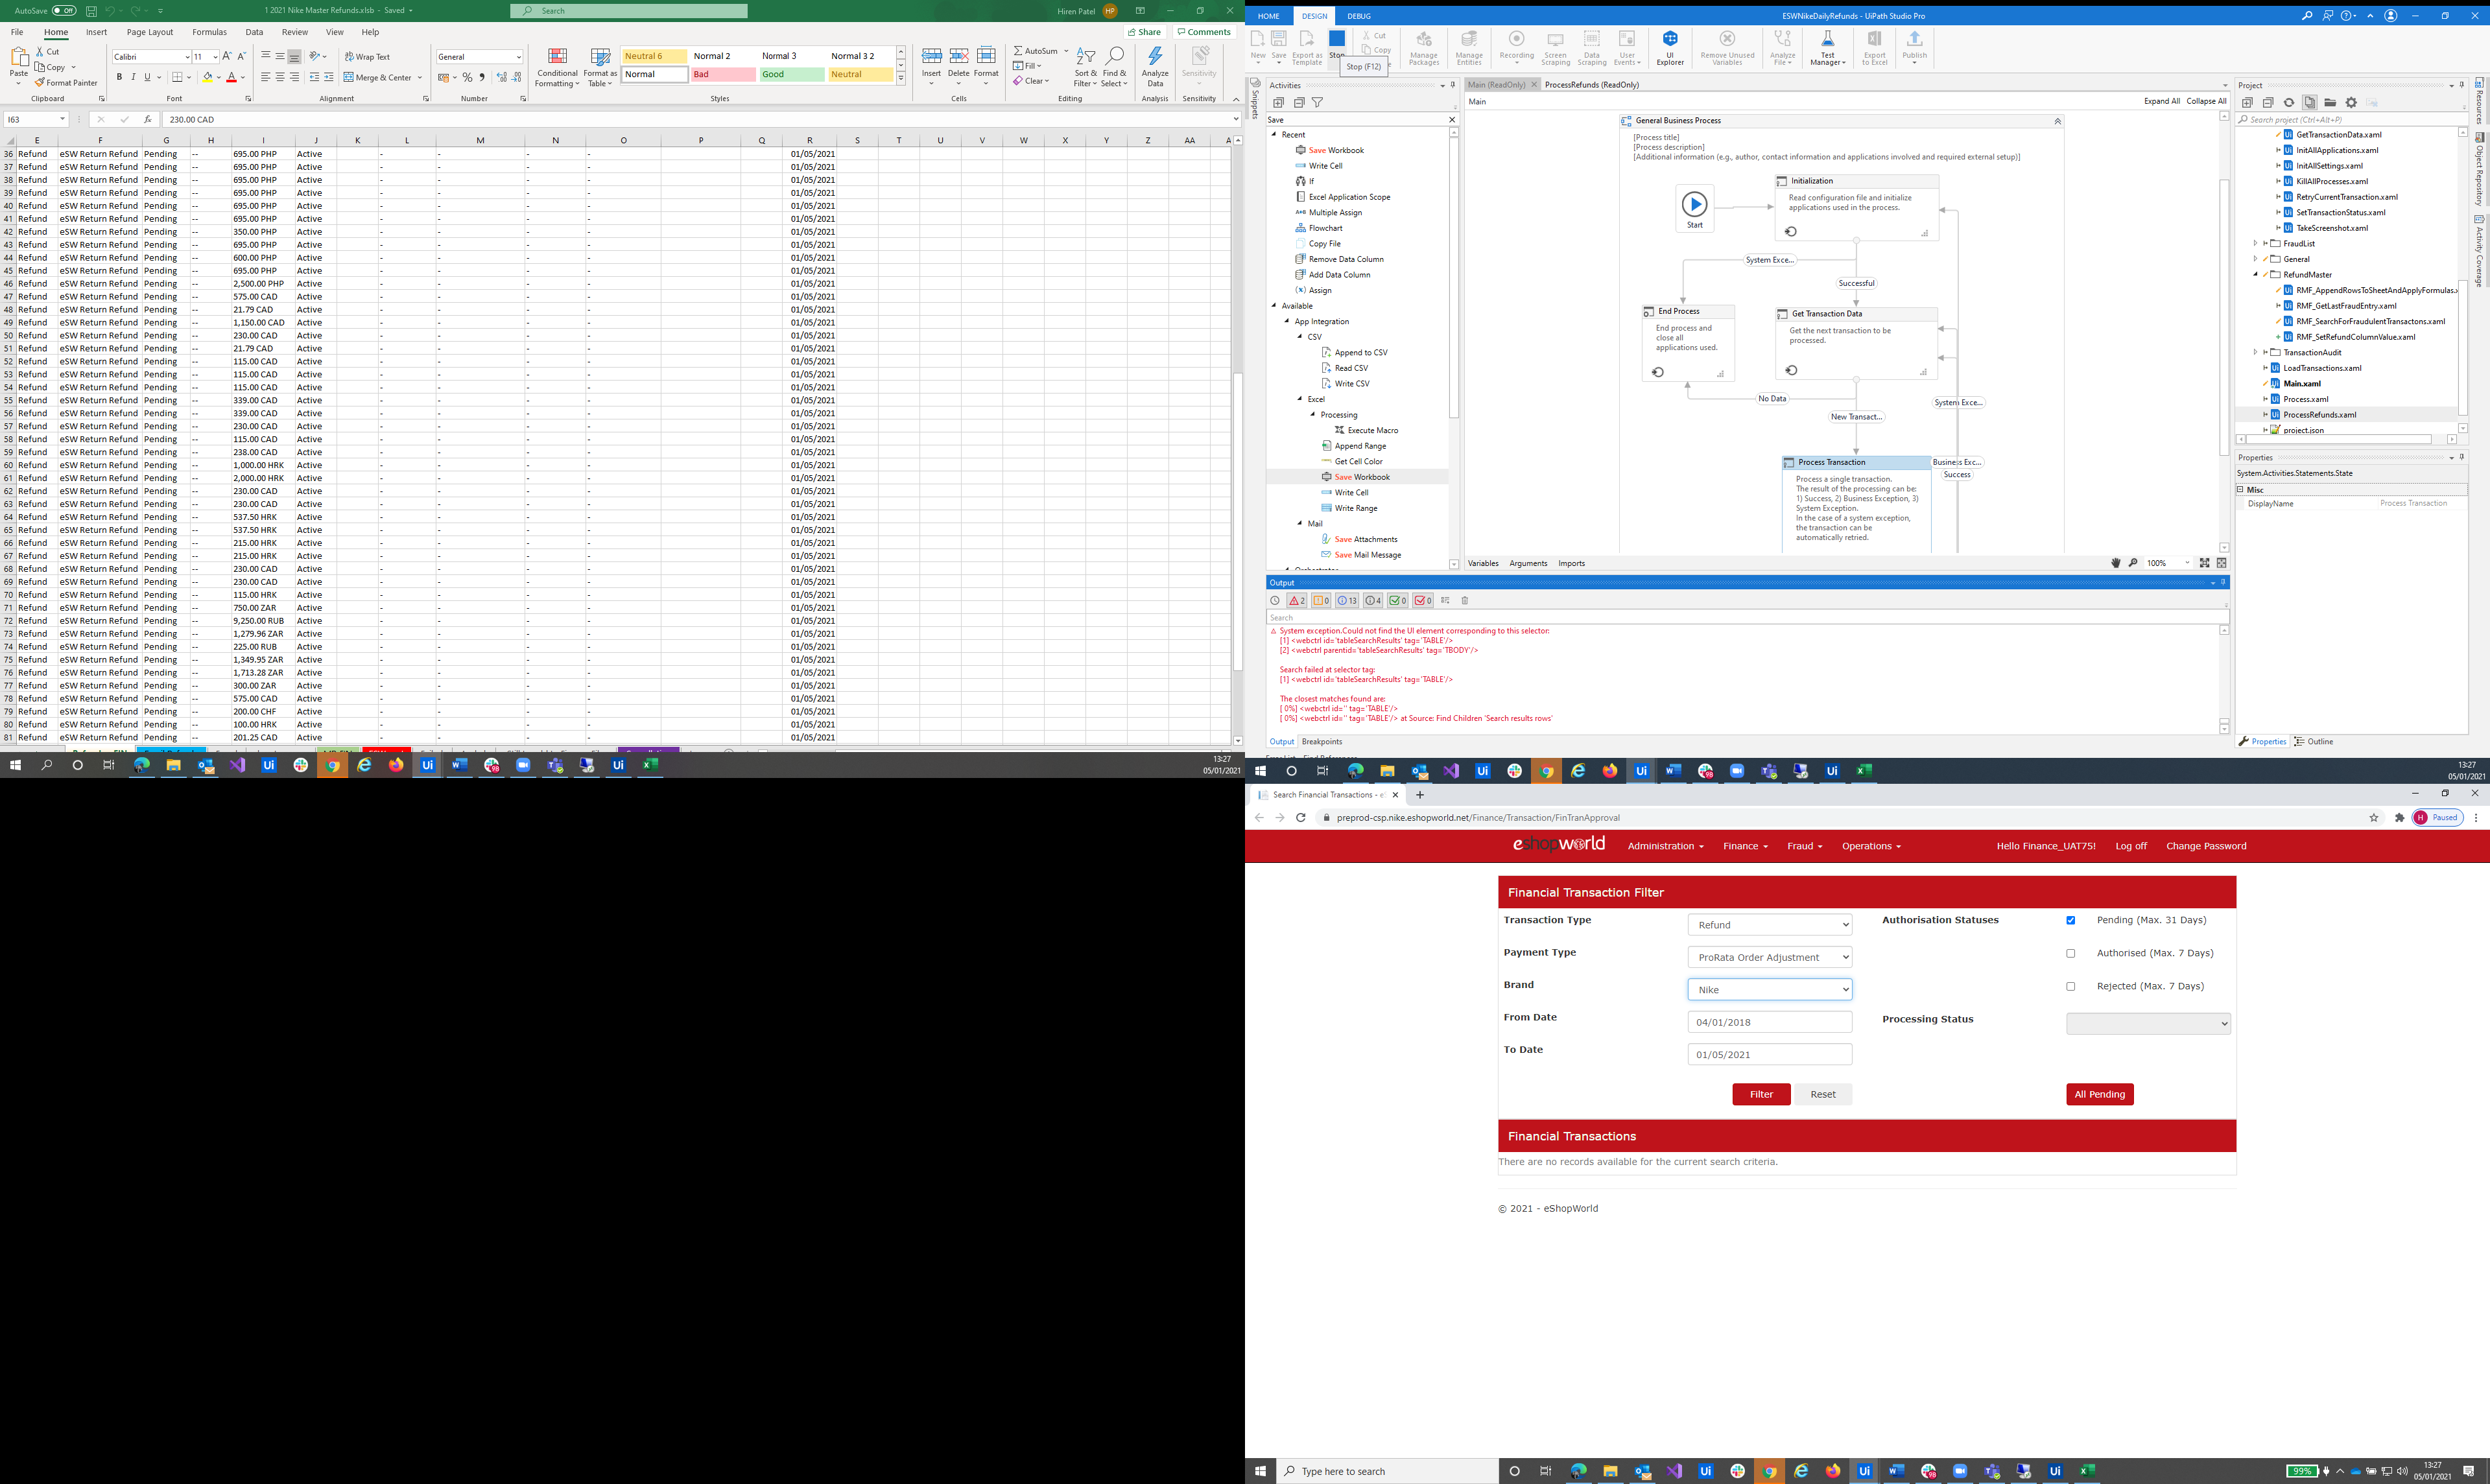 AutoSave Off 1 2021 Nike Master Refunds.xlsb - Saved Search Hiren Patel HP
File Home Insert Page Layout Formulas Data Review View Help Share Comments
Paste Cut Copy Format Painter Calibri 11 Wrap Text Merge & Center General
Conditional Formatting Format as Table Neutral 6 Normal 2 Normal 3 Normal 3 2
Normal Bad Good Neutral
Insert Delete Format AutoSum Fill Clear Sort & Filter Find & Select Analyze Data Sensitivity
Clipboard Font Alignment Number Styles Cells Editing Analysis Sensitivity
I63 230.00 CAD
E F G H I J K L M N O P Q R S T U V W X Y Z AA
36 Refund eSW Return Refund Pending -- 695.00 PHP Active - - - - 01/05/2021
37 Refund eSW Return Refund Pending -- 695.00 PHP Active - - - - 01/05/2021
38 Refund eSW Return Refund Pending -- 695.00 PHP Active - - - - 01/05/2021
39 Refund eSW Return Refund Pending -- 695.00 PHP Active - - - - 01/05/2021
40 Refund eSW Return Refund Pending -- 695.00 PHP Active - - - - 01/05/2021
41 Refund eSW Return Refund Pending -- 695.00 PHP Active - - - - 01/05/2021
42 Refund eSW Return Refund Pending -- 350.00 PHP Active - - - - 01/05/2021
43 Refund eSW Return Refund Pending -- 695.00 PHP Active - - - - 01/05/2021
44 Refund eSW Return Refund Pending -- 600.00 PHP Active - - - - 01/05/2021
45 Refund eSW Return Refund Pending -- 695.00 PHP Active - - - - 01/05/2021
46 Refund eSW Return Refund Pending -- 2,500.00 PHP Active - - - - 01/05/2021
47 Refund eSW Return Refund Pending -- 575.00 CAD Active - - - - 01/05/2021
48 Refund eSW Return Refund Pending -- 21.79 CAD Active - - - - 01/05/2021
49 Refund eSW Return Refund Pending -- 1,150.00 CAD Active - - - - 01/05/2021
50 Refund eSW Return Refund Pending -- 230.00 CAD Active - - - - 01/05/2021
51 Refund eSW Return Refund Pending -- 21.79 CAD Active - - - - 01/05/2021
52 Refund eSW Return Refund Pending -- 115.00 CAD Active - - - - 01/05/2021
53 Refund eSW Return Refund Pending -- 115.00 CAD Active - - - - 01/05/2021
54 Refund eSW Return Refund Pending -- 115.00 CAD Active - - - - 01/05/2021
55 Refund eSW Return Refund Pending -- 339.00 CAD Active - - - - 01/05/2021
56 Refund eSW Return Refund Pending -- 339.00 CAD Active - - - - 01/05/2021
57 Refund eSW Return Refund Pending -- 230.00 CAD Active - - - - 01/05/2021
58 Refund eSW Return Refund Pending -- 115.00 CAD Active - - - - 01/05/2021
59 Refund eSW Return Refund Pending -- 238.00 CAD Active - - - - 01/05/2021
60 Refund eSW Return Refund Pending -- 1,000.00 HRK Active - - - - 01/05/2021
61 Refund eSW Return Refund Pending -- 2,000.00 HRK Active - - - - 01/05/2021
62 Refund eSW Return Refund Pending -- 230.00 CAD Active - - - - 01/05/2021
63 Refund eSW Return Refund Pending -- 230.00 CAD Active - - - - 01/05/2021
64 Refund eSW Return Refund Pending -- 537.50 HRK Active - - - - 01/05/2021
65 Refund eSW Return Refund Pending -- 537.50 HRK Active - - - - 01/05/2021
66 Refund eSW Return Refund Pending -- 215.00 HRK Active - - - - 01/05/2021
67 Refund eSW Return Refund Pending -- 215.00 HRK Active - - - - 01/05/2021
68 Refund eSW Return Refund Pending -- 230.00 CAD Active - - - - 01/05/2021
69 Refund eSW Return Refund Pending -- 230.00 CAD Active - - - - 01/05/2021
70 Refund eSW Return Refund Pending -- 115.00 HRK Active - - - - 01/05/2021
71 Refund eSW Return Refund Pending -- 750.00 ZAR Active - - - - 01/05/2021
72 Refund eSW Return Refund Pending -- 9,250.00 RUB Active - - - - 01/05/2021
73 Refund eSW Return Refund Pending -- 1,279.96 ZAR Active - - - - 01/05/2021
74 Refund eSW Return Refund Pending -- 225.00 RUB Active - - - - 01/05/2021
75 Refund eSW Return Refund Pending -- 1,349.95 ZAR Active - - - - 01/05/2021
76 Refund eSW Return Refund Pending -- 1,713.28 ZAR Active - - - - 01/05/2021
77 Refund eSW Return Refund Pending -- 300.00 ZAR Active - - - - 01/05/2021
78 Refund eSW Return Refund Pending -- 575.00 CAD Active - - - - 01/05/2021
79 Refund eSW Return Refund Pending -- 200.00 CHF Active - - - - 01/05/2021
80 Refund eSW Return Refund Pending -- 100.00 HRK Active - - - - 01/05/2021
81 Refund eSW Return Refund Pending -- 201.25 CAD Active - - - - 01/05/2021
13:27
05/01/2021
HOME DESIGN DEBUG ESWNikeDailyRefunds - UiPath Studio Pro
New Save Export as Template Stop Cut Copy Manage Packages Manage Entities Recording Screen Scraping Data Scraping User Events UI Explorer Remove Unused Variables Analyze File Test Manager Export to Excel Publish
Stop (F12)
Snippets
Activities
Save
Recent
Save Workbook
Write Cell
If
Excel Application Scope
Multiple Assign
Flowchart
Copy File
Remove Data Column
Add Data Column
Assign
Available
App Integration
CSV
Append to CSV
Read CSV
Write CSV
Excel
Processing
Execute Macro
Append Range
Get Cell Color
Save Workbook
Write Cell
Write Range
Mail
Save Attachments
Save Mail Message
Main (ReadOnly) ProcessRefunds (ReadOnly)
Main Expand All Collapse All
General Business Process
[Process title]
[Process description]
[Additional information (e.g., author, contact information and applications involved and required external setup)]
Start
Initialization
Read configuration file and initialize
applications used in the process.
System Exce...
Successful
End Process
End process and
close all
applications used.
Get Transaction Data
Get the next transaction to be
processed.
No Data
New Transact...
System Exce...
Process Transaction
Business Exc...
Success
Process a single transaction.
The result of the processing can be:
1) Success, 2) Business Exception, 3)
System Exception.
In the case of a system exception,
the transaction can be
automatically retried.
Variables Arguments Imports 100%
Output
2 0 13 4 0 0
Search
System exception.Could not find the UI element corresponding to this selector:
[1] <webctrl id='tableSearchResults' tag='TABLE'/>
[2] <webctrl parentid='tableSearchResults' tag='TBODY'/>
Search failed at selector tag:
[1] <webctrl id='tableSearchResults' tag='TABLE'/>
The closest matches found are:
[ 0%] <webctrl id='' tag='TABLE'/>
[ 0%] <webctrl id='' tag='TABLE'/> at Source: Find Children 'Search results rows'
Output Breakpoints
Project
Search project (Ctrl+Alt+P)
GetTransactionData.xaml
InitAllApplications.xaml
InitAllSettings.xaml
KillAllProcesses.xaml
RetryCurrentTransaction.xaml
SetTransactionStatus.xaml
TakeScreenshot.xaml
FraudList
General
RefundMaster
RMF_AppendRowsToSheetAndApplyFormulas.x
RMF_GetLastFraudEntry.xaml
RMF_SearchForFraudulentTransactons.xaml
RMF_SetRefundColumnValue.xaml
TransactionAudit
LoadTransactions.xaml
Main.xaml
Process.xaml
ProcessRefunds.xaml
project.json
Properties
System.Activities.Statements.State
Misc
DisplayName Process Transaction
Properties Outline
Resources
Object Repository
Activity Coverage
13:27
05/01/2021
Search Financial Transactions - e
preprod-csp.nike.eshopworld.net/Finance/Transaction/FinTranApproval H Paused
eshopworld Administration Finance Fraud Operations Hello Finance_UAT75! Log off Change Password
Financial Transaction Filter
Transaction Type Refund Authorisation Statuses Pending (Max. 31 Days)
Payment Type ProRata Order Adjustment Authorised (Max. 7 Days)
Brand Nike Rejected (Max. 7 Days)
From Date 04/01/2018 Processing Status
To Date 01/05/2021
Filter Reset All Pending
Financial Transactions
There are no records available for the current search criteria.
© 2021 - eShopWorld
Type here to search 99% 13:27
05/01/2021